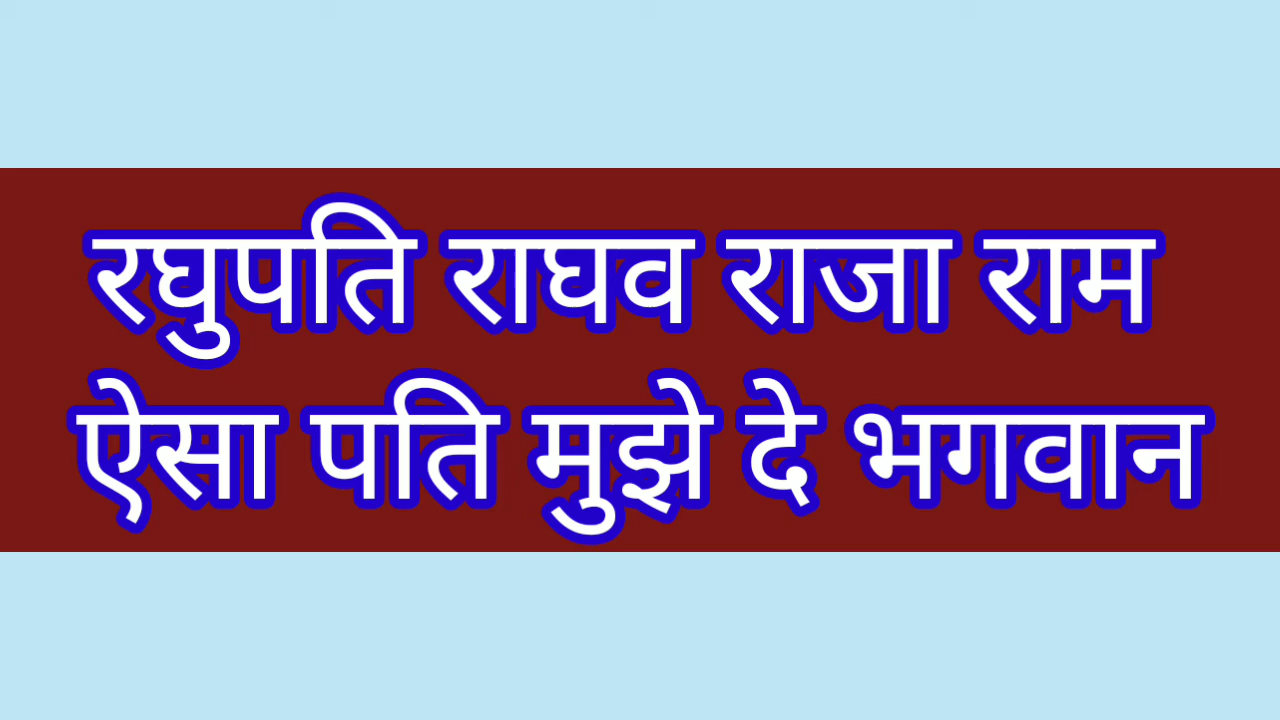 रघुपति राघव राजा राम
ऐसा पति मुझे दे भगवान